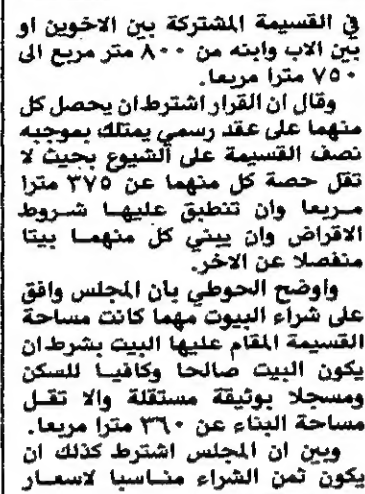 في القسيمة المشتركة بين الاخوين او
بين الاب وابنه من ٨٠٠ متر مربع الى
٧٥٠ مترا مربعا.
وقال ان القرار اشترط ان يحصل كل
منهما على عقد رسمي يمتلك بموجبه
نصف القسيمة على الشيوع بحيث لا
تقل حصة كل منهما عن ٣٧٥ مترا
مربعا وان تنطبق عليها شروط
الاقراض وان يبني كل منهما بيتا
منفصلا عن الاخر.
واوضح الحوطي بان المجلس وافق
على شراء البيوت مهما كانت مساحة
القسيمة المقام عليها البيت بشرط ان
يكون البيت صالحا وكافيا للسكن
ومسجلا بوثيقة مستقلة والا تقل
مساحة البناء عن ٣٦٠ مترا مربعا.
وبين ان المجلس اشترط كذلك ان
يكون ثمن الشراء مناسبا لاسعار